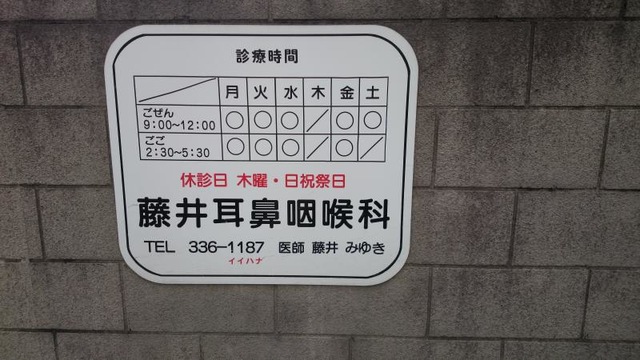 診療時間
月 火 水 木 金 土
ごぜん 9:00~12:00 ○ ○ ○ / ○ ○
ごご 2:30~5:30 ○ ○ ○ / ○ /
休診日 木曜・日祝祭日
藤井耳鼻咽喉科
TEL 336-1187 医師 藤井 みゆき
イイハナ